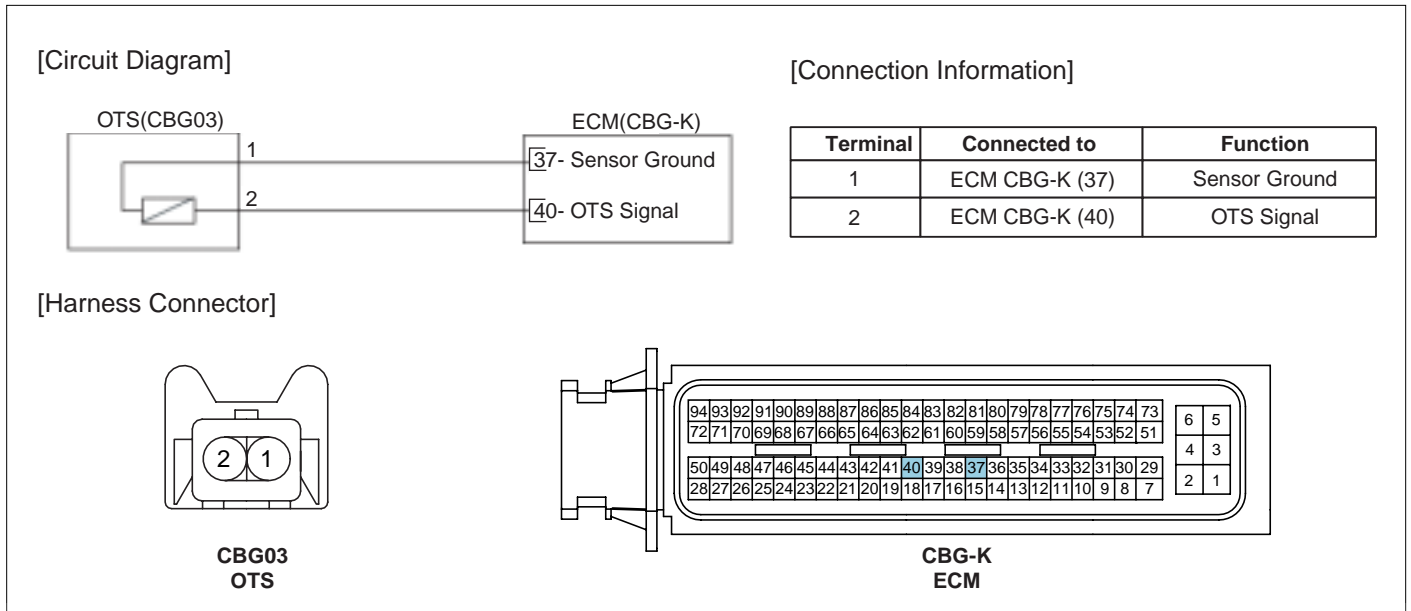 [Circuit Diagram]
[Connection Information]
OTS(CBG03)
ECM(CBG-K)
1
37- Sensor Ground
2
40- OTS Signal
Terminal Connected to Function
1 ECM CBG-K (37) Sensor Ground
2 ECM CBG-K (40) OTS Signal
[Harness Connector]
2 1
94 93 92 91 90 89 88 87 86 85 84 83 82 81 80 79 78 77 76 75 74 73
72 71 70 69 68 67 66 65 64 63 62 61 60 59 58 57 56 55 54 53 52 51
50 49 48 47 46 45 44 43 42 41 40 39 38 37 36 35 34 33 32 31 30 29
28 27 26 25 24 23 22 21 20 19 18 17 16 15 14 13 12 11 10 9 8 7
6 5
4 3
2 1
CBG03
OTS
CBG-K
ECM